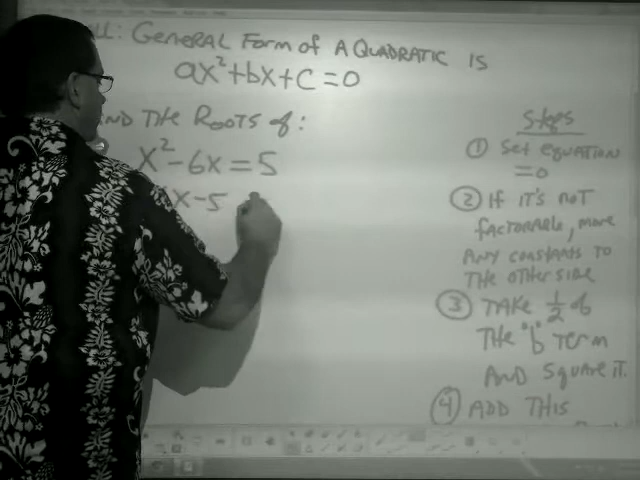 LL: General Form of A Quadratic is
ax²+bx+c=0
nd the Roots of:
x²-6x=5
x-5
Steps
① Set equation
=0
② If it's not
factorable, move
any constants to
the other side
③ Take ½ of
the "b" term
and square it.
④ Add this